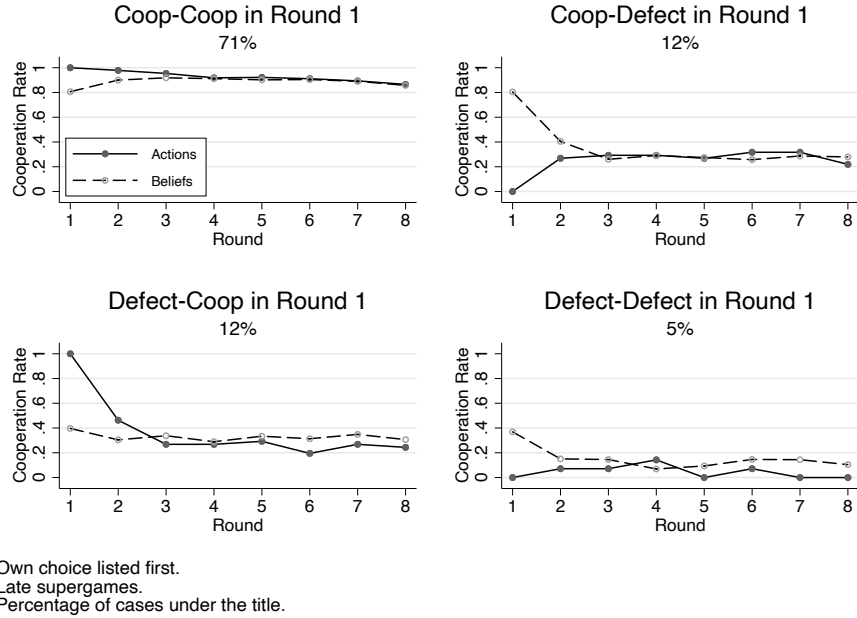 Coop-Coop in Round 1
71%
Cooperation Rate
0 .2 .4 .6 .8 1
Actions
Beliefs
1 2 3 4 5 6 7 8
Round
Coop-Defect in Round 1
12%
Cooperation Rate
0 .2 .4 .6 .8 1
1 2 3 4 5 6 7 8
Round
Defect-Coop in Round 1
12%
Cooperation Rate
0 .2 .4 .6 .8 1
1 2 3 4 5 6 7 8
Round
Defect-Defect in Round 1
5%
Cooperation Rate
0 .2 .4 .6 .8 1
1 2 3 4 5 6 7 8
Round
Own choice listed first.
Late supergames.
Percentage of cases under the title.